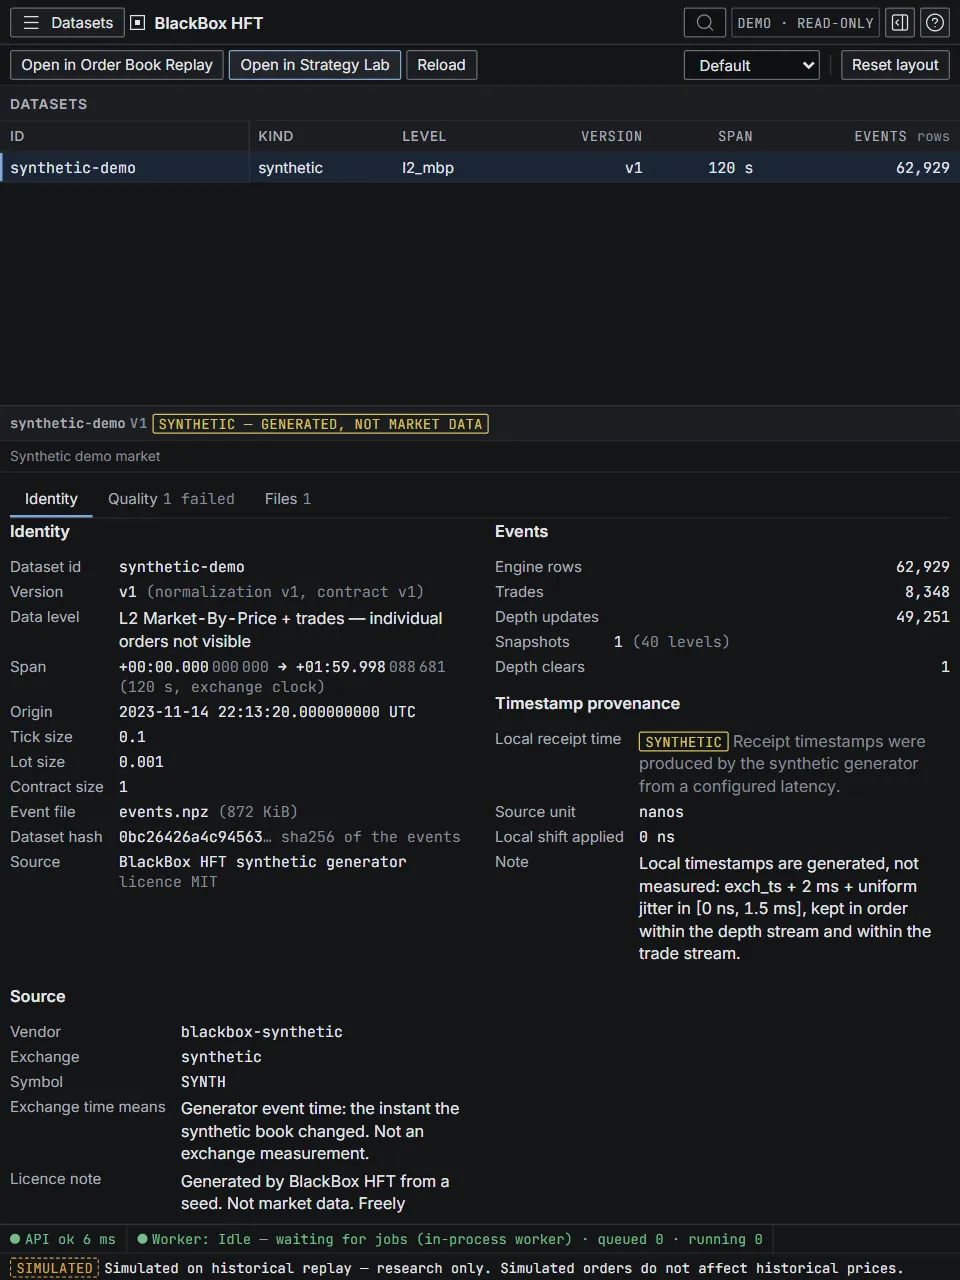 Datasets BlackBox HFT DEMO · READ-ONLY
Open in Order Book Replay Open in Strategy Lab Reload Default Reset layout
DATASETS
ID KIND LEVEL VERSION SPAN EVENTS rows
synthetic-demo synthetic l2_mbp v1 120 s 62,929
synthetic-demo V1 SYNTHETIC — GENERATED, NOT MARKET DATA
Synthetic demo market
Identity Quality 1 failed Files 1
Identity
Dataset id synthetic-demo
Version v1 (normalization v1, contract v1)
Data level L2 Market-By-Price + trades — individual
orders not visible
Span +00:00.000 000 000 → +01:59.998 088 681
(120 s, exchange clock)
Origin 2023-11-14 22:13:20.000000000 UTC
Tick size 0.1
Lot size 0.001
Contract size 1
Event file events.npz (872 KiB)
Dataset hash 0bc26426a4c94563… sha256 of the events
Source BlackBox HFT synthetic generator
licence MIT
Events
Engine rows 62,929
Trades 8,348
Depth updates 49,251
Snapshots 1 (40 levels)
Depth clears 1
Timestamp provenance
Local receipt time SYNTHETIC Receipt timestamps were
produced by the synthetic generator
from a configured latency.
Source unit nanos
Local shift applied 0 ns
Note Local timestamps are generated, not
measured: exch_ts + 2 ms + uniform
jitter in [0 ns, 1.5 ms], kept in order
within the depth stream and within the
trade stream.
Source
Vendor blackbox-synthetic
Exchange synthetic
Symbol SYNTH
Exchange time means Generator event time: the instant the
synthetic book changed. Not an
exchange measurement.
Licence note Generated by BlackBox HFT from a
seed. Not market data. Freely
API ok 6 ms Worker: Idle — waiting for jobs (in-process worker) · queued 0 · running 0
SIMULATED Simulated on historical replay — research only. Simulated orders do not affect historical prices.